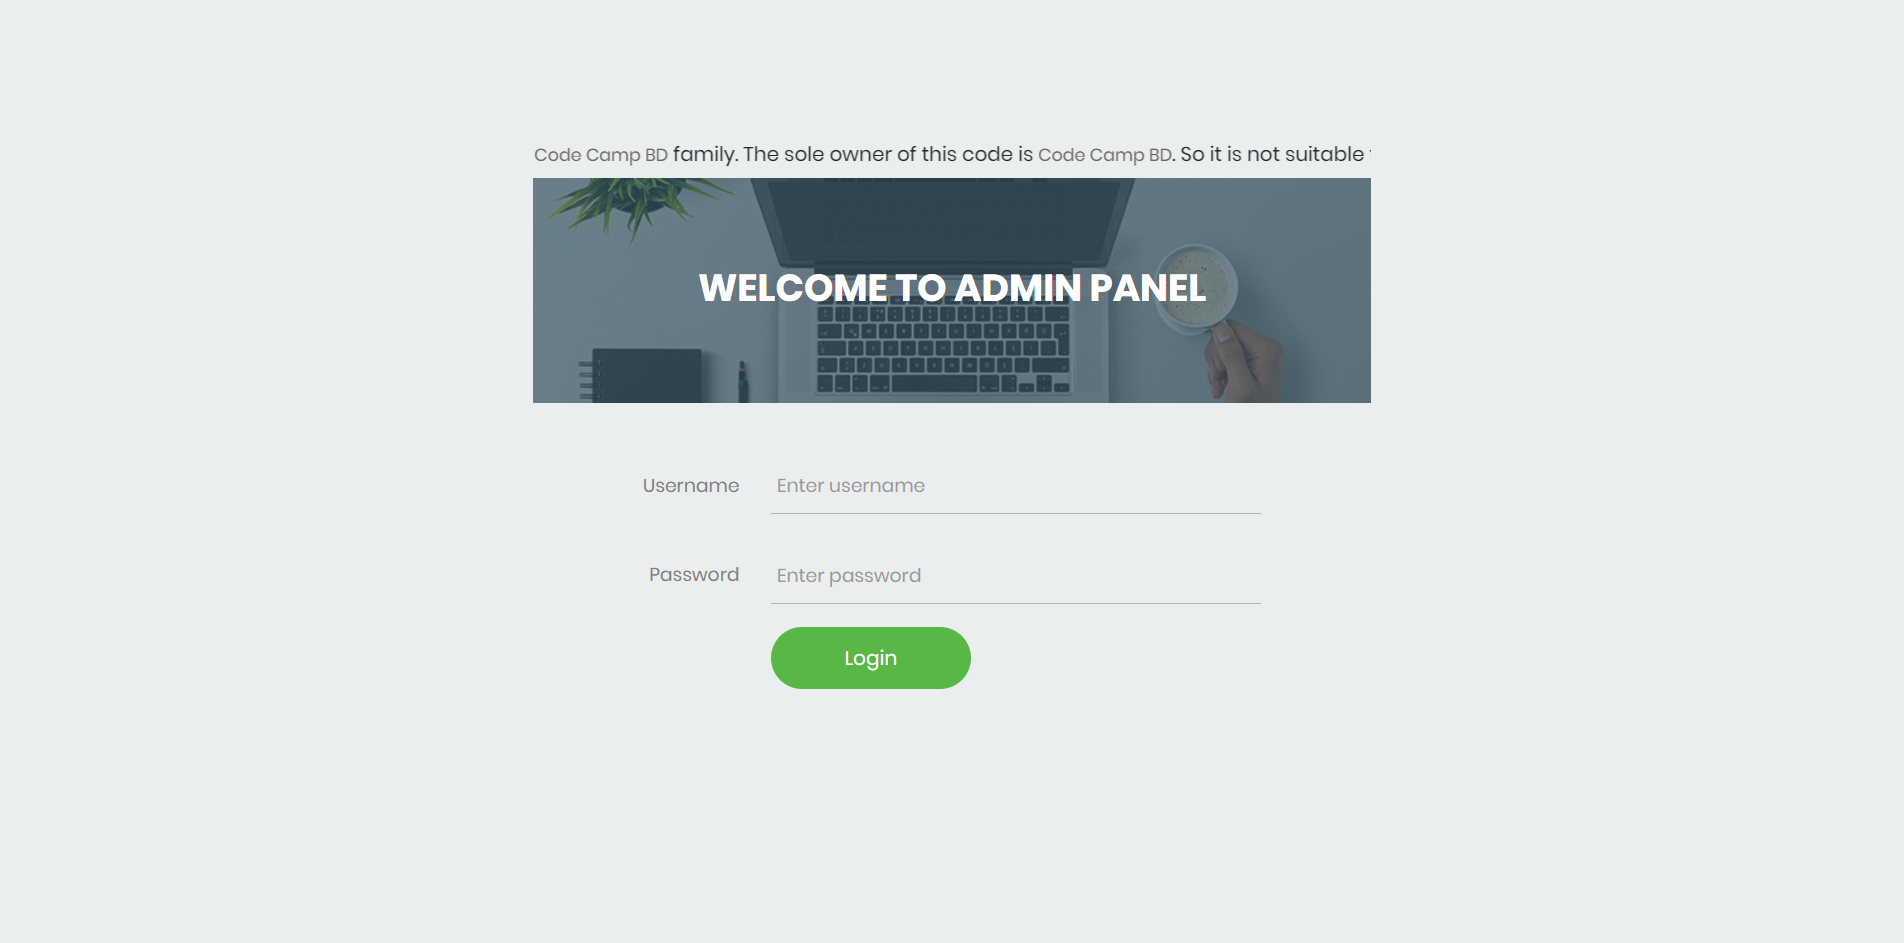 Code Camp BD family. The sole owner of this code is Code Camp BD. So it is not suitable
WELCOME TO ADMIN PANEL
Username
Enter username
Password
Enter password
Login